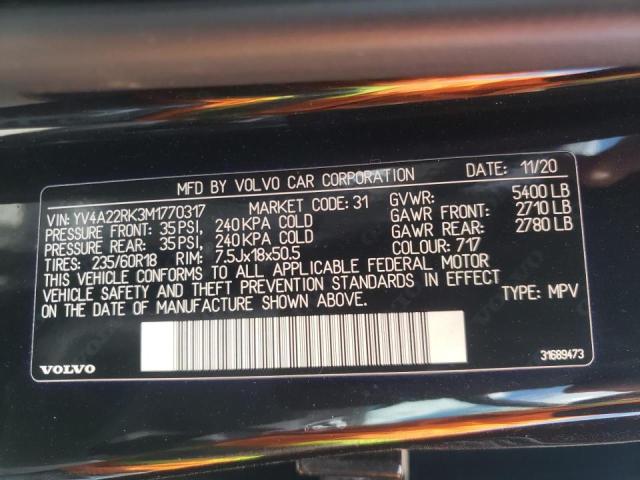 MFD BY VOLVO CAR CORPORATION DATE: 11/20
VIN: YV4A22RK3M1770317 MARKET CODE: 31 GVWR: 5400 LB
PRESSURE FRONT: 35 PSI, 240 KPA COLD GAWR FRONT: 2710 LB
PRESSURE REAR: 35 PSI, 240 KPA COLD GAWR REAR: 2780 LB
TIRES: 235/60R18 RIM: 7.5Jx18x50.5 COLOUR: 717
THIS VEHICLE CONFORMS TO ALL APPLICABLE FEDERAL MOTOR
VEHICLE SAFETY AND THEFT PREVENTION STANDARDS IN EFFECT
ON THE DATE OF MANUFACTURE SHOWN ABOVE. TYPE: MPV
VOLVO 31689473